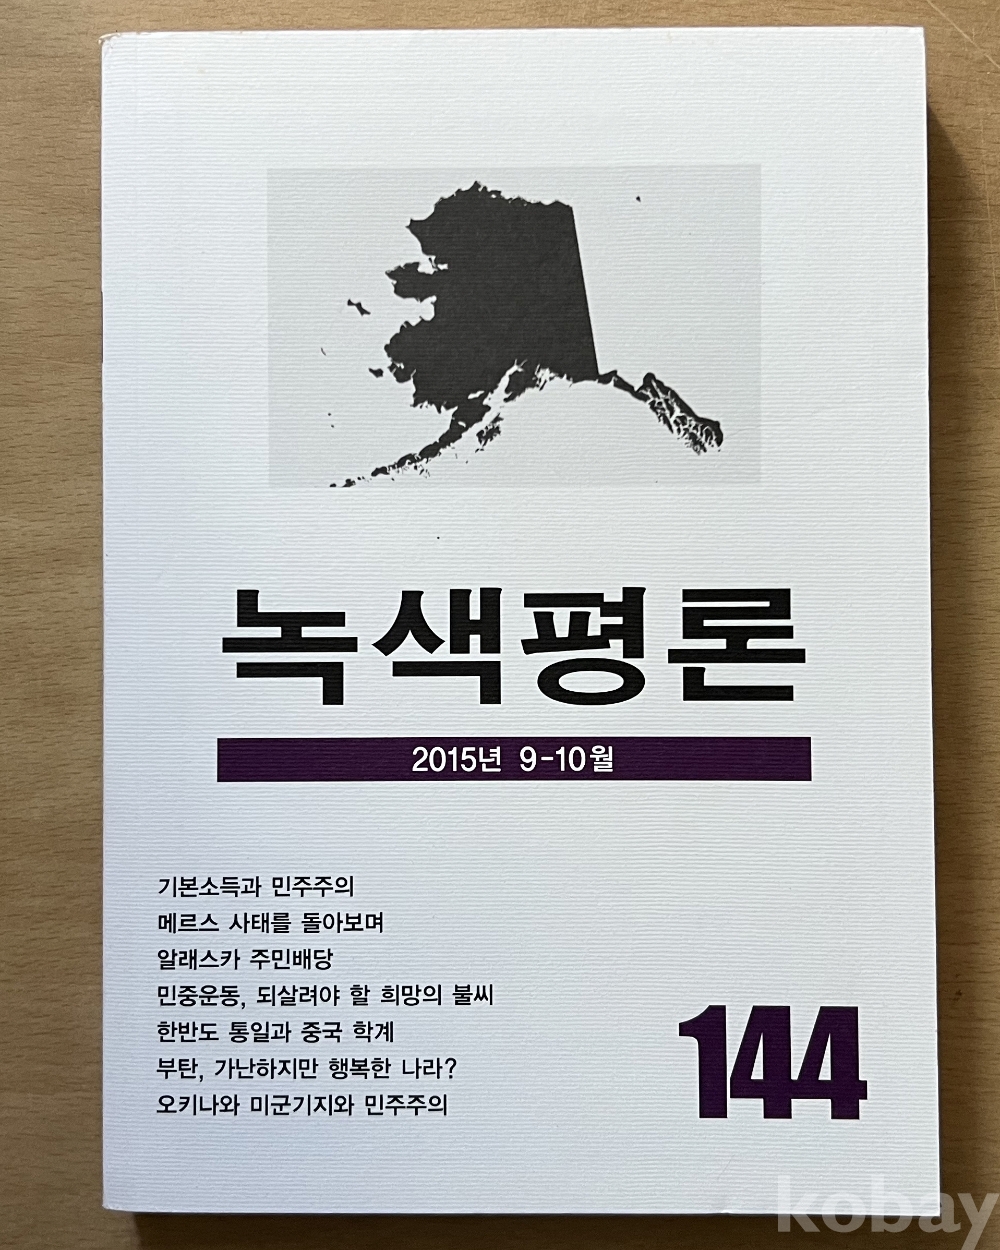 녹색평론
2015년 9-10월
기본소득과 민주주의
메르스 사태를 돌아보며
알래스카 주민배당
민중운동, 되살려야 할 희망의 불씨
한반도 통일과 중국 학계
부탄, 가난하지만 행복한 나라?
오키나와 미군기지와 민주주의
144
kobay